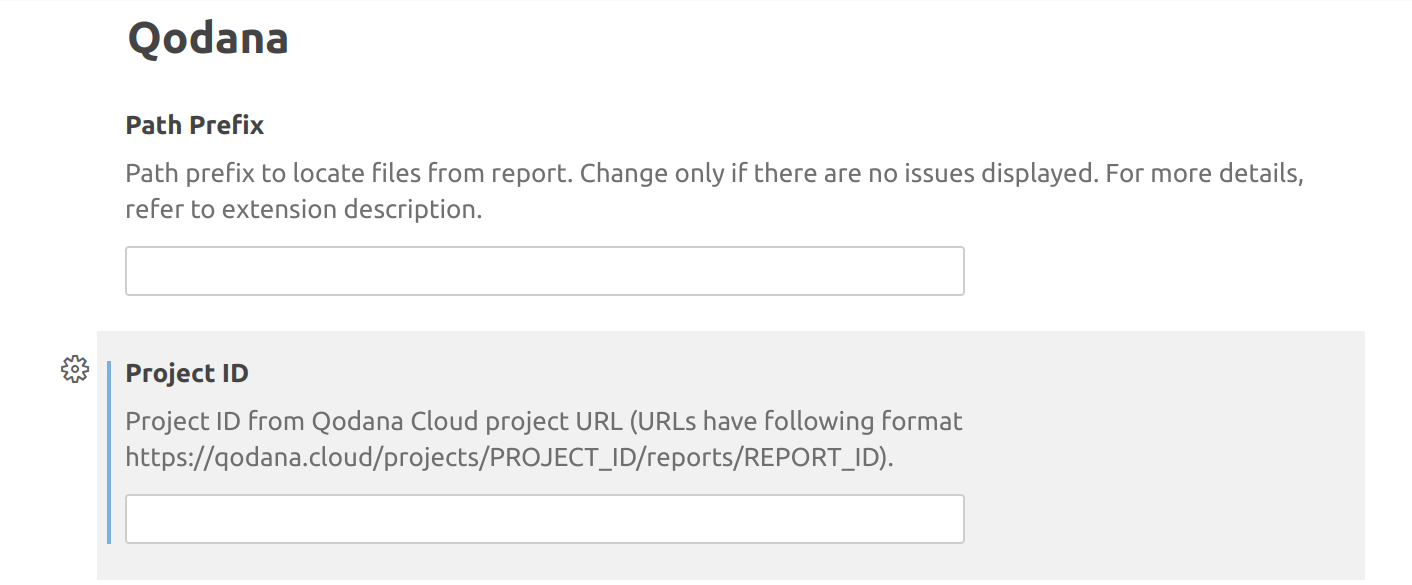 Qodana
Path Prefix
Path prefix to locate files from report. Change only if there are no issues displayed. For more details,
refer to extension description.
Project ID
Project ID from Qodana Cloud project URL (URLs have following format
https://qodana.cloud/projects/PROJECT_ID/reports/REPORT_ID).